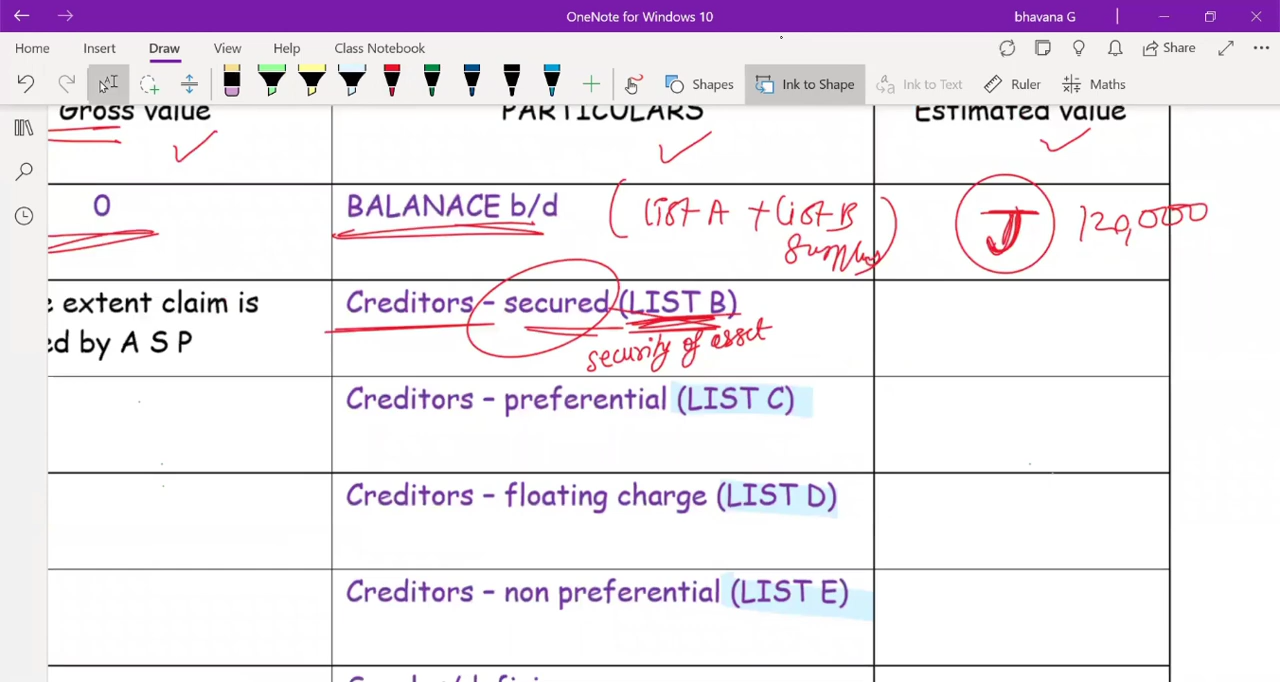 OneNote for Windows 10
bhavana G
Home Insert Draw View Help Class Notebook
Share
Shapes Ink to Shape Ink to Text Ruler Maths
Gross value PARTICULARS Estimated value
0 BALANACE b/d (List A + List B J 120,000
Surplus)
extent claim is Creditors – secured (LIST B)
ed by A S P security of asset
Creditors – preferential (LIST C)
Creditors – floating charge (LIST D)
Creditors – non preferential (LIST E)